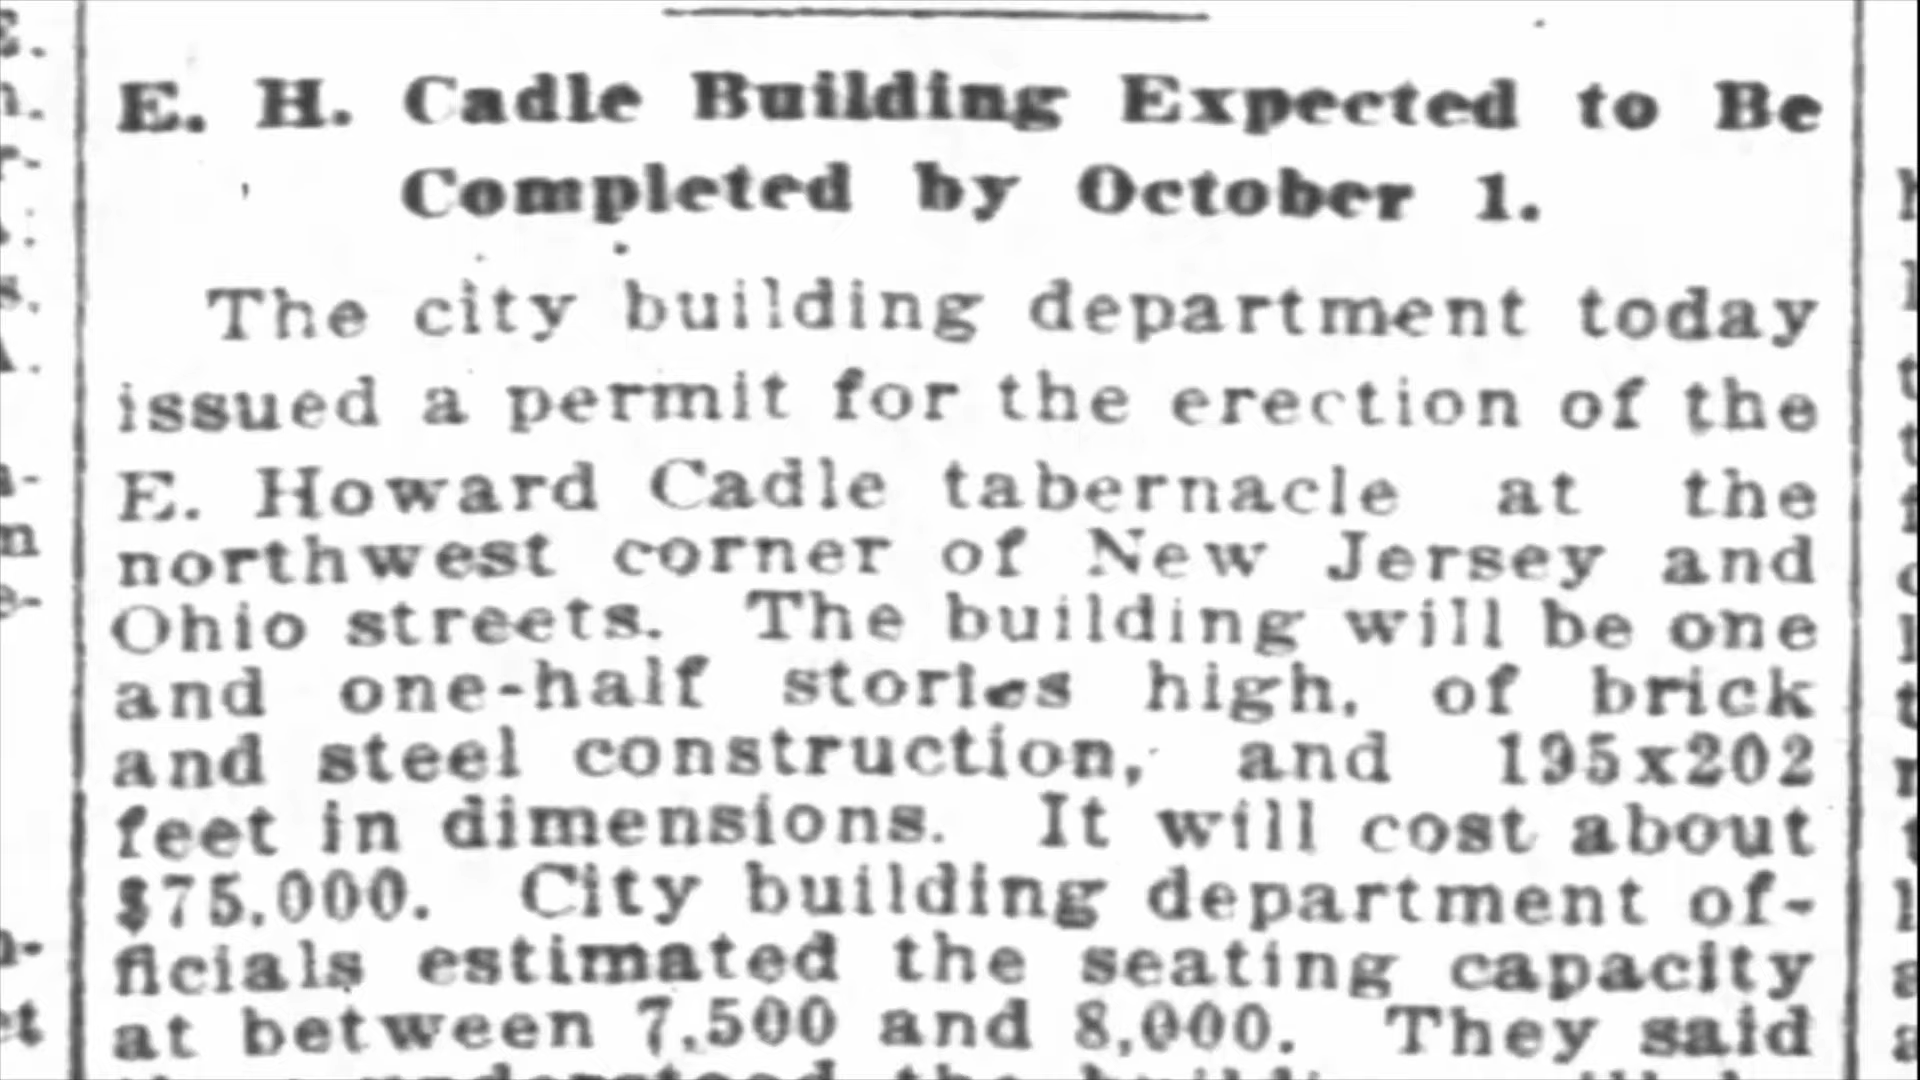 E. H. Cadle Building Expected to Be
Completed by October 1.
The city building department today
issued a permit for the erection of the
E. Howard Cadle tabernacle at the
northwest corner of New Jersey and
Ohio streets. The building will be one
and one-half stories high, of brick
and steel construction, and 195x202
feet in dimensions. It will cost about
$75,000. City building department of-
ficials estimated the seating capacity
at between 7,500 and 8,000. They said
understood the